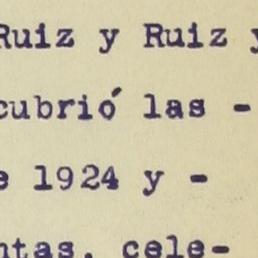 Ruiz y Ruiz y
cubrió las -
e 1924 y -
ntas, cele-